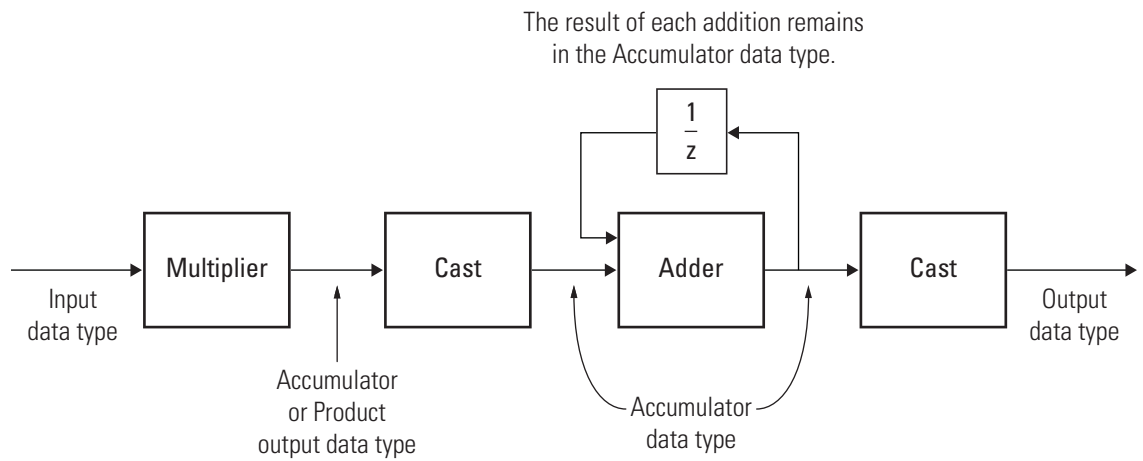 The result of each addition remains
in the Accumulator data type.
1
z
Multiplier
Cast
Adder
Cast
Input
data type
Output
data type
Accumulator
or Product
output data type
Accumulator
data type